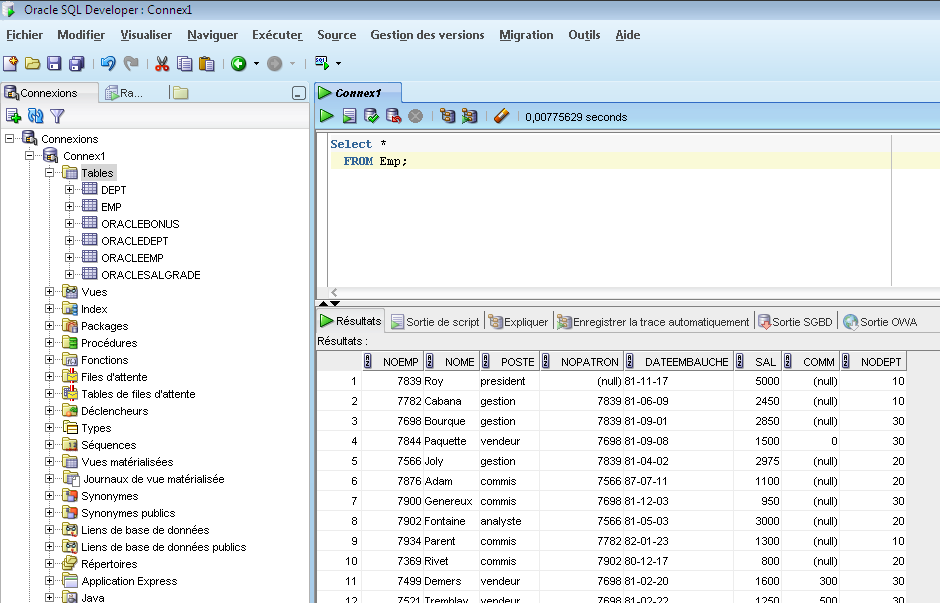 Oracle SQL Developer : Connex1
Fichier Modifier Visualiser Naviguer Exécuter Source Gestion des versions Migration Outils Aide
Connexions Ra...
Connexions
Connex1
Tables
DEPT
EMP
ORACLEBONUS
ORACLEDEPT
ORACLEEMP
ORACLESALGRADE
Vues
Index
Packages
Procédures
Fonctions
Files d'attente
Tables de files d'attente
Déclencheurs
Types
Séquences
Vues matérialisées
Journaux de vue matérialisée
Synonymes
Synonymes publics
Liens de base de données
Liens de base de données publics
Répertoires
Application Express
Java
Connex1
0,00775629 seconds
Select *
FROM Emp;
Résultats Sortie de script Expliquer Enregistrer la trace automatiquement Sortie SGBD Sortie OWA
Résultats :
NOEMP NOME POSTE NOPATRON DATEEMBAUCHE SAL COMM NODEPT
1 7839 Roy president (null) 81-11-17 5000 (null) 10
2 7782 Cabana gestion 7839 81-06-09 2450 (null) 10
3 7698 Bourque gestion 7839 81-09-01 2850 (null) 30
4 7844 Paquette vendeur 7698 81-09-08 1500 0 30
5 7566 Joly gestion 7839 81-04-02 2975 (null) 20
6 7876 Adam commis 7566 87-07-11 1100 (null) 20
7 7900 Genereux commis 7698 81-12-03 950 (null) 30
8 7902 Fontaine analyste 7566 81-05-03 3000 (null) 20
9 7934 Parent commis 7782 82-01-23 1300 (null) 10
10 7369 Rivet commis 7902 80-12-17 800 (null) 20
11 7499 Demers vendeur 7698 81-02-20 1600 300 30
12 7521 Tremblay vendeur 7698 81-02-22 1250 500 30